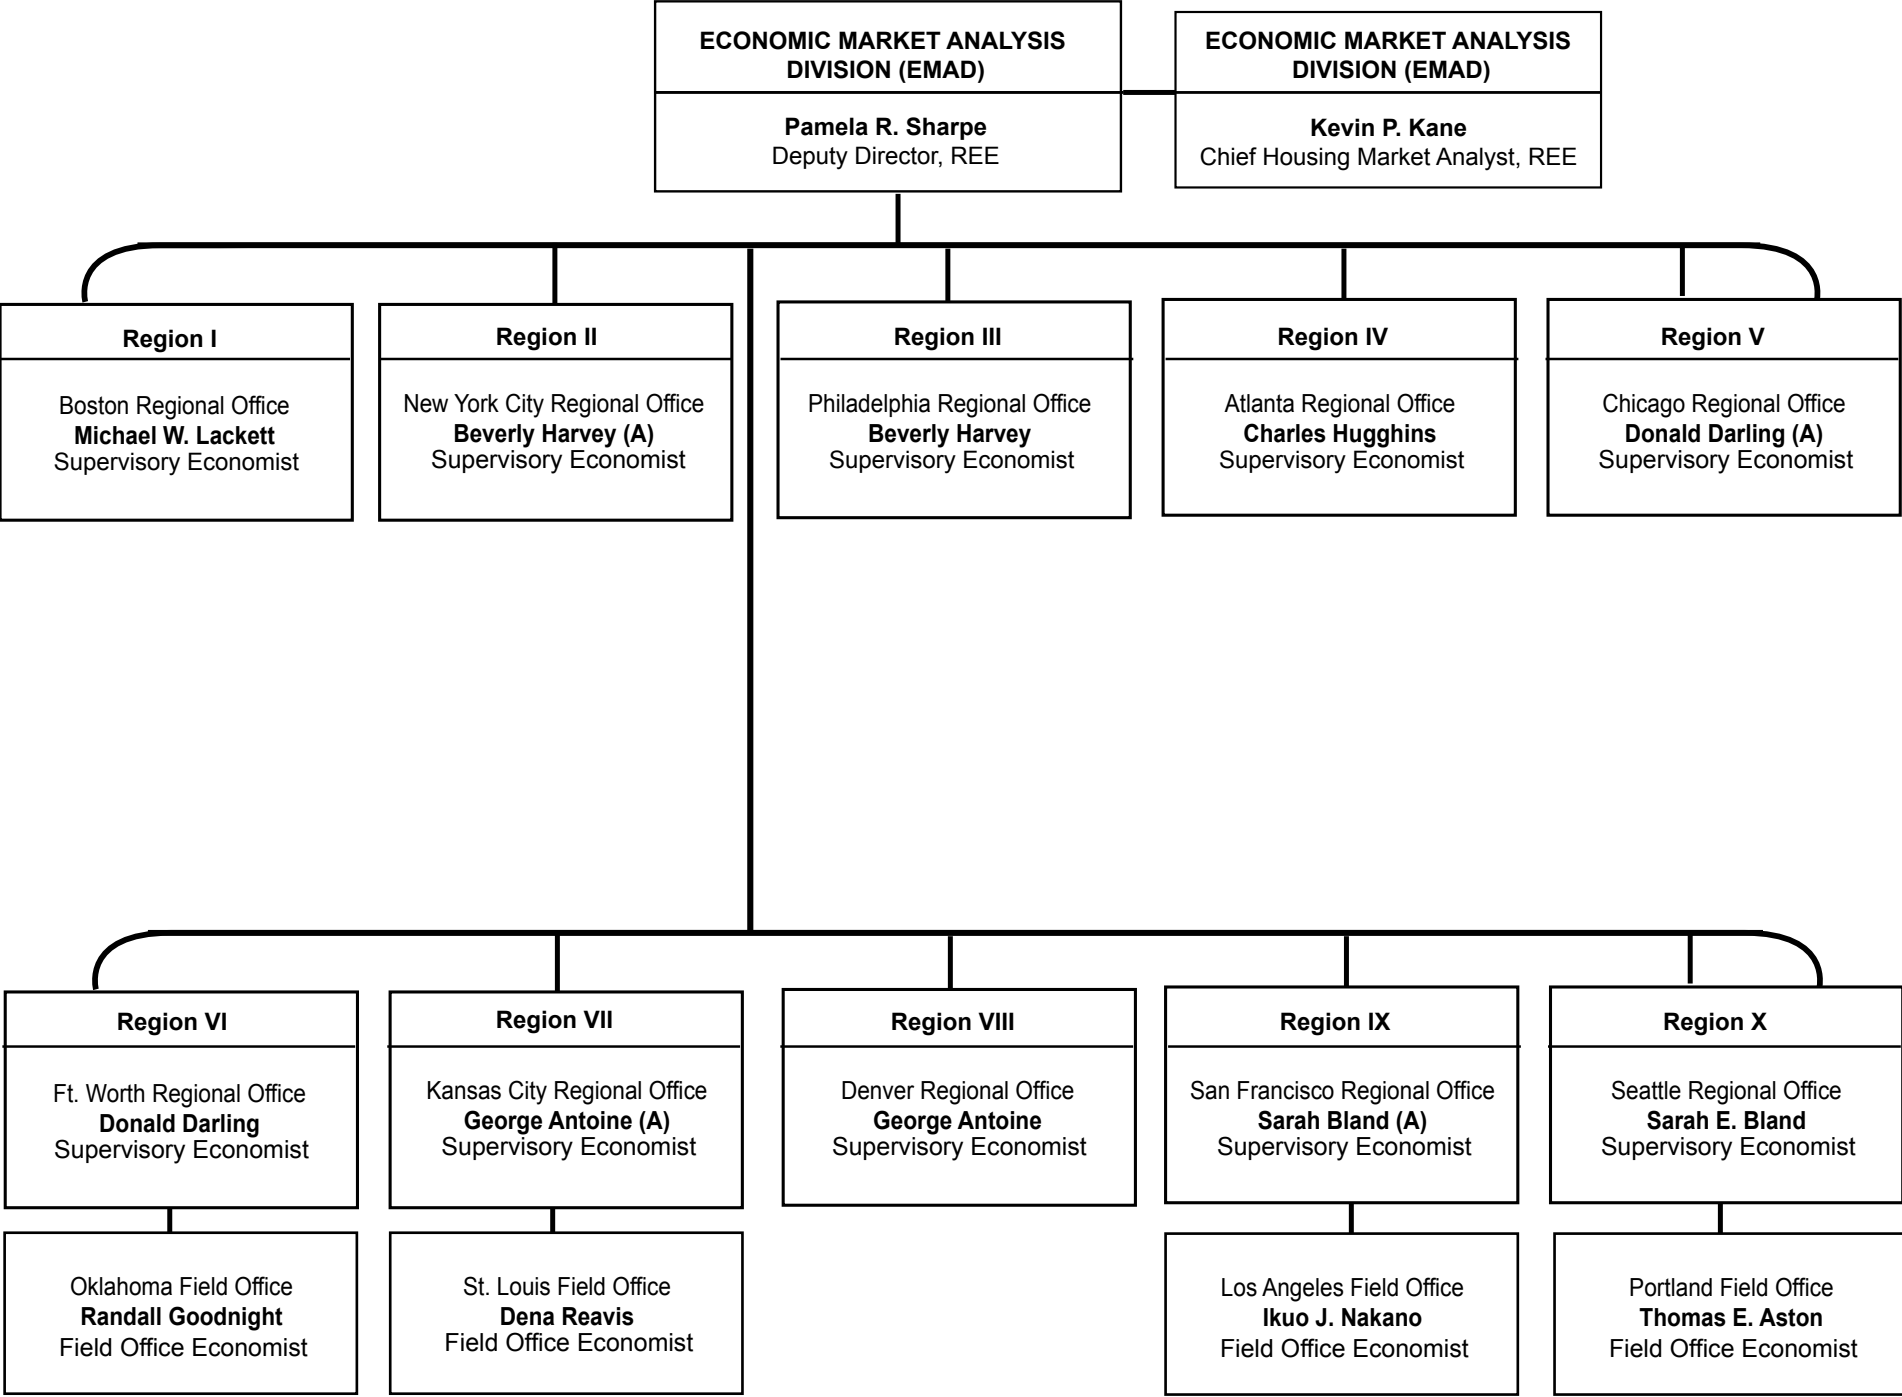 ECONOMIC MARKET ANALYSIS
DIVISION (EMAD)
Pamela R. Sharpe
Deputy Director, REE
ECONOMIC MARKET ANALYSIS
DIVISION (EMAD)
Kevin P. Kane
Chief Housing Market Analyst, REE
Region I
Boston Regional Office
Michael W. Lackett
Supervisory Economist
Region II
New York City Regional Office
Beverly Harvey (A)
Supervisory Economist
Region III
Philadelphia Regional Office
Beverly Harvey
Supervisory Economist
Region IV
Atlanta Regional Office
Charles Hugghins
Supervisory Economist
Region V
Chicago Regional Office
Donald Darling (A)
Supervisory Economist
Region VI
Ft. Worth Regional Office
Donald Darling
Supervisory Economist
Oklahoma Field Office
Randall Goodnight
Field Office Economist
Region VII
Kansas City Regional Office
George Antoine (A)
Supervisory Economist
St. Louis Field Office
Dena Reavis
Field Office Economist
Region VIII
Denver Regional Office
George Antoine
Supervisory Economist
Region IX
San Francisco Regional Office
Sarah Bland (A)
Supervisory Economist
Los Angeles Field Office
Ikuo J. Nakano
Field Office Economist
Region X
Seattle Regional Office
Sarah E. Bland
Supervisory Economist
Portland Field Office
Thomas E. Aston
Field Office Economist